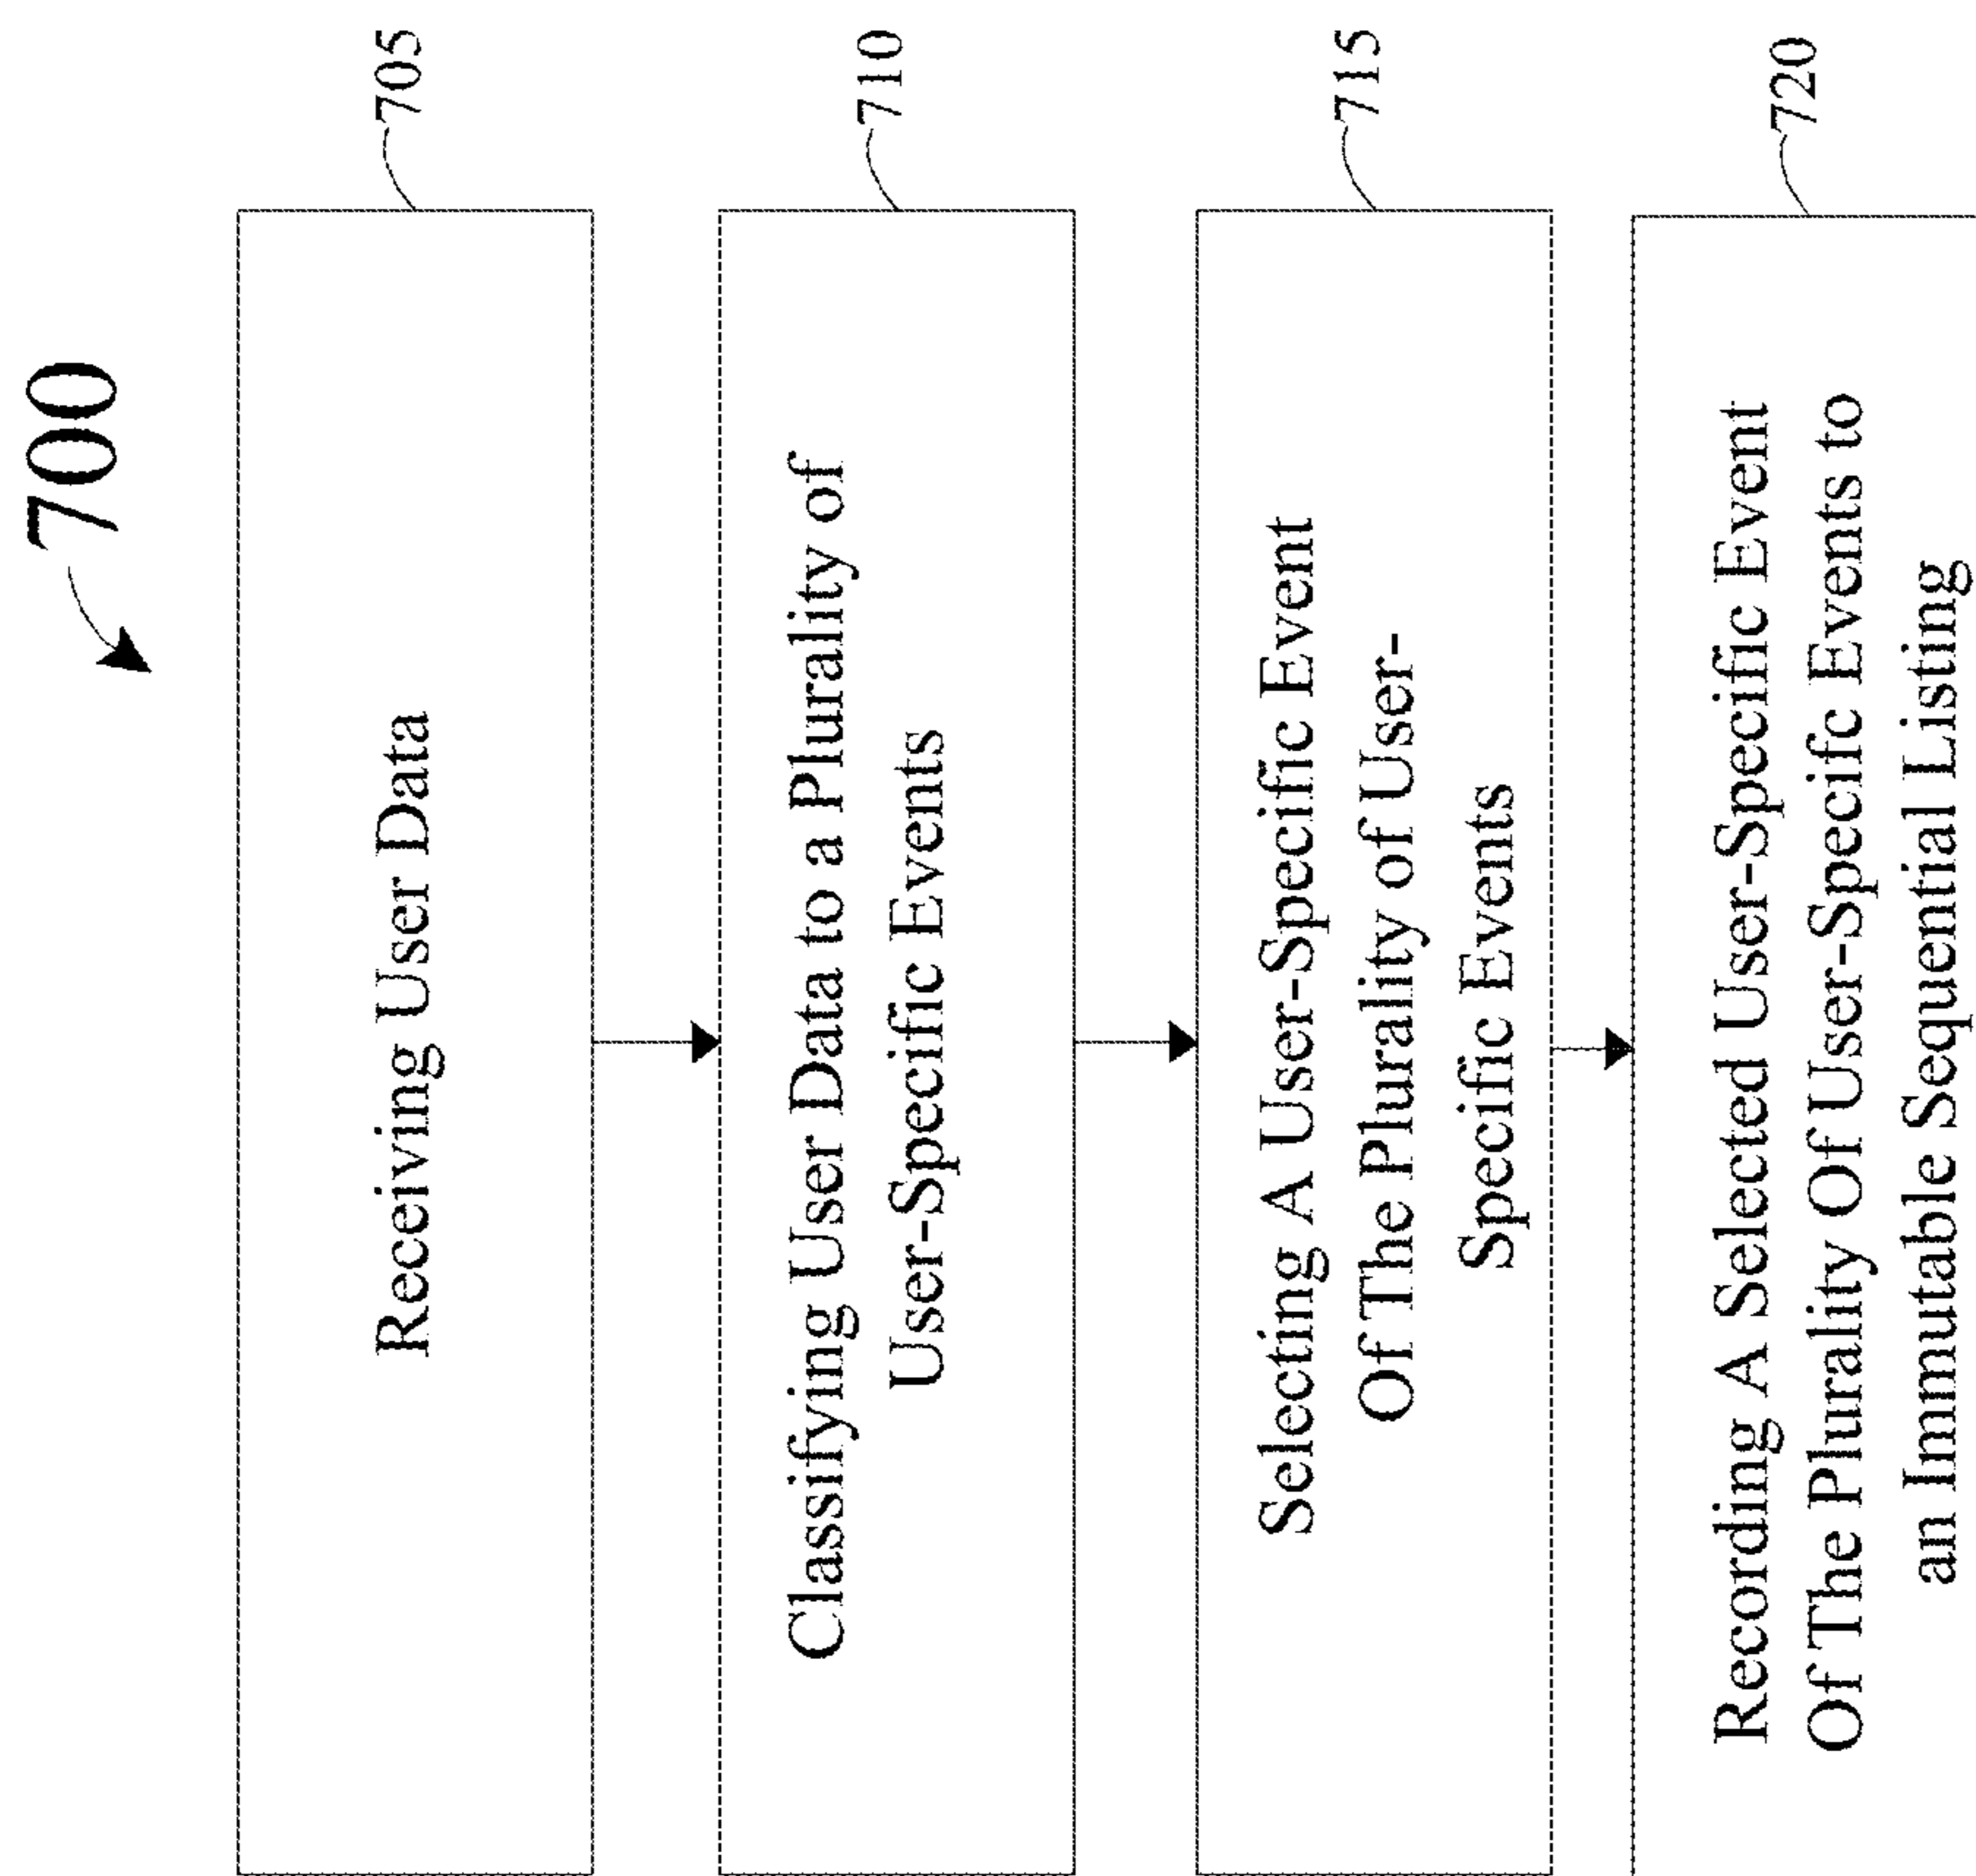 700
Receiving User Data
705
Classifying User Data to a Plurality of
User-Specific Events
710
Selecting A User-Specific Event
Of The Plurality of User-
Specific Events
715
Recording A Selected User-Specific Event
Of The Plurality Of User-Specifc Events to
an Immutable Sequential Listing
720